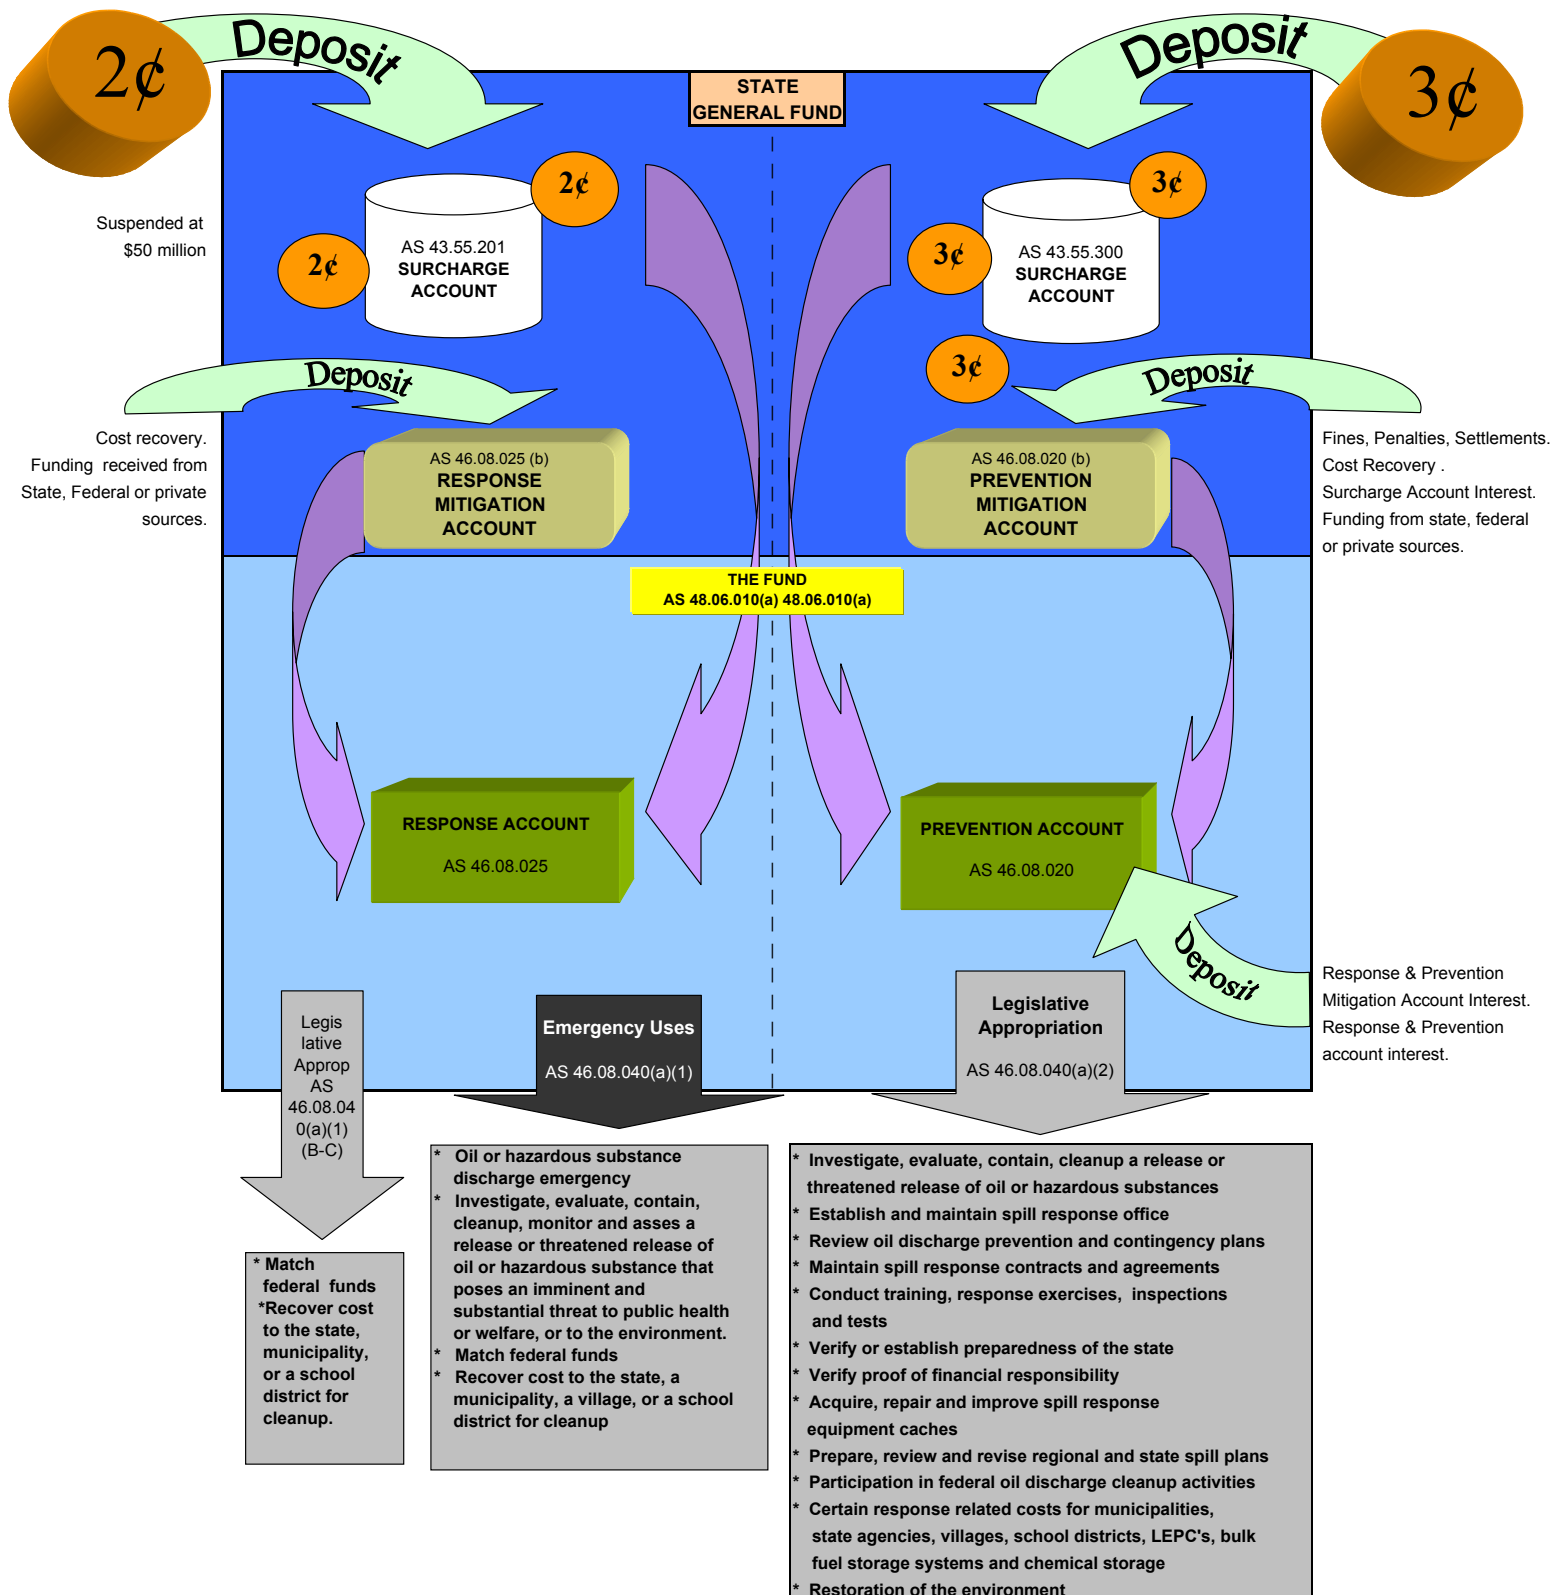 2¢
Deposit
Deposit
3¢
STATE
GENERAL FUND
Suspended at
$50 million
2¢
2¢
AS 43.55.201
SURCHARGE
ACCOUNT
3¢
3¢
3¢
AS 43.55.300
SURCHARGE
ACCOUNT
Deposit
Deposit
Cost recovery.
Funding  received from
State, Federal or private
sources.
AS 46.08.025 (b)
RESPONSE
MITIGATION
ACCOUNT
AS 46.08.020 (b)
PREVENTION
MITIGATION
ACCOUNT
Fines, Penalties, Settlements.
Cost Recovery .
Surcharge Account Interest.
Funding from state, federal
or private sources.
THE FUND
AS 48.06.010(a) 48.06.010(a)
RESPONSE ACCOUNT
AS 46.08.025
PREVENTION ACCOUNT
AS 46.08.020
Deposit
Response & Prevention
Mitigation Account Interest.
Response & Prevention
account interest.
Legis
lative
Approp
AS
46.08.04
0(a)(1)
(B-C)
Emergency Uses
AS 46.08.040(a)(1)
Legislative
Appropriation
AS 46.08.040(a)(2)
* Match
federal  funds
*Recover cost
to the state,
municipality,
or a school
district for
cleanup.
*  Oil or hazardous substance
discharge emergency
*  Investigate, evaluate, contain,
cleanup, monitor and asses a
release or threatened release of
oil or hazardous substance that
poses an imminent and
substantial threat to public health
or welfare, or to the environment.
*  Match federal funds
*  Recover cost to the state, a
municipality, a village, or a school
district for cleanup
*  Investigate, evaluate, contain, cleanup a release or
threatened release of oil or hazardous substances
*  Establish and maintain spill response office
*  Review oil discharge prevention and contingency plans
*  Maintain spill response contracts and agreements
*  Conduct training, response exercises,  inspections
and tests
*  Verify or establish preparedness of the state
*  Verify proof of financial responsibility
*  Acquire, repair and improve spill response
equipment caches
*  Prepare, review and revise regional and state spill plans
*  Participation in federal oil discharge cleanup activities
*  Certain response related costs for municipalities,
state agencies, villages, school districts, LEPC's, bulk
fuel storage systems and chemical storage
*  Restoration of the environment